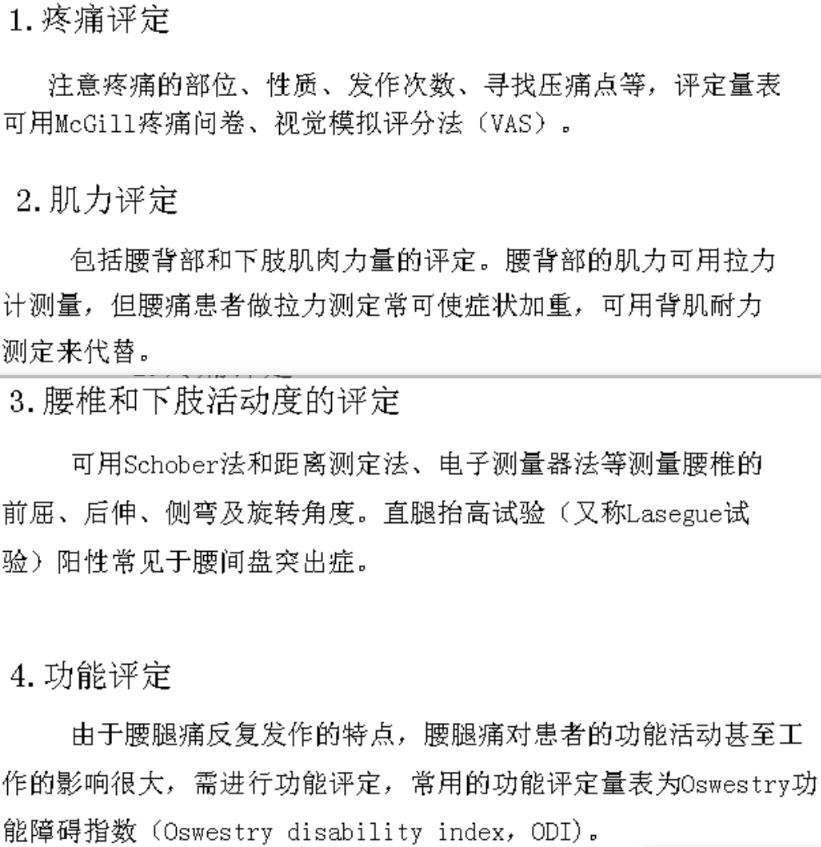 1.疼痛评定
注意疼痛的部位、性质、发作次数、寻找压痛点等，评定量表
可用McGill疼痛问卷、视觉模拟评分法（VAS）。
2.肌力评定
包括腰背部和下肢肌肉力量的评定。腰背部的肌力可用拉力
计测量，但腰痛患者做拉力测定常可使症状加重，可用背肌耐力
测定来代替。
3.腰椎和下肢活动度的评定
可用Schober法和距离测定法、电子测量器法等测量腰椎的
前屈、后伸、侧弯及旋转角度。直腿抬高试验（又称Lasegue试
验）阳性常见于腰间盘突出症。
4.功能评定
由于腰腿痛反复发作的特点，腰腿痛对患者的功能活动甚至工
作的影响很大，需进行功能评定，常用的功能评定量表为Oswestry功
能障碍指数（Oswestry disability index，ODI)。